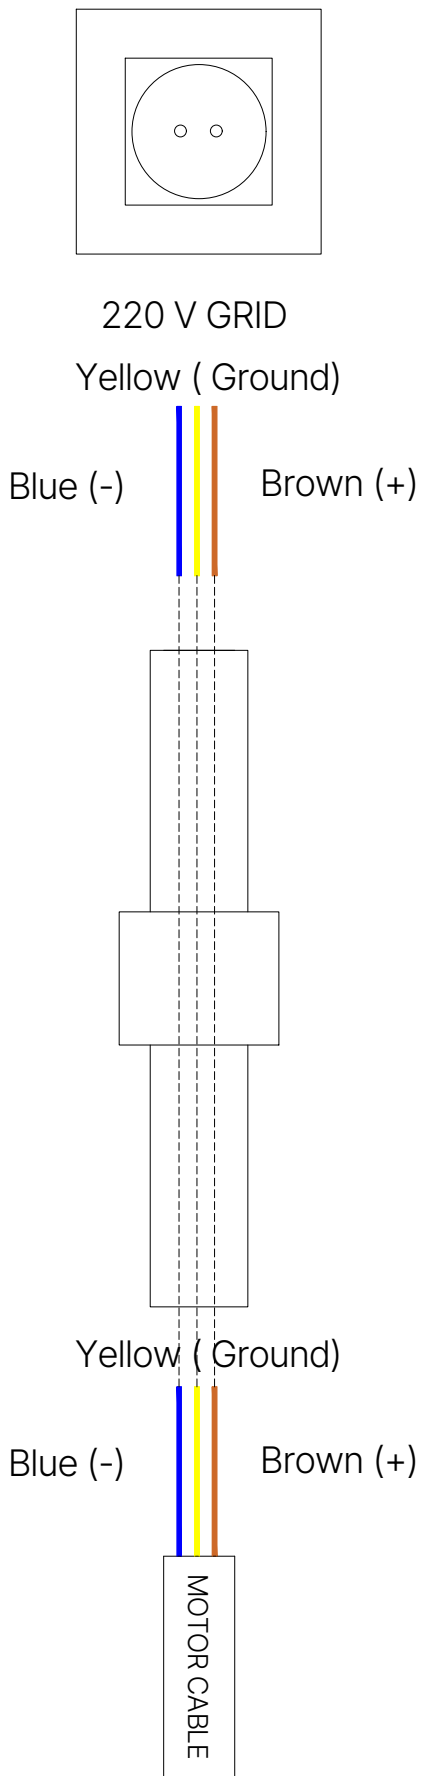 220 V GRID
Yellow ( Ground)
Blue (-)
Brown (+)
Yellow ( Ground)
Blue (-)
Brown (+)
MOTOR CABLE